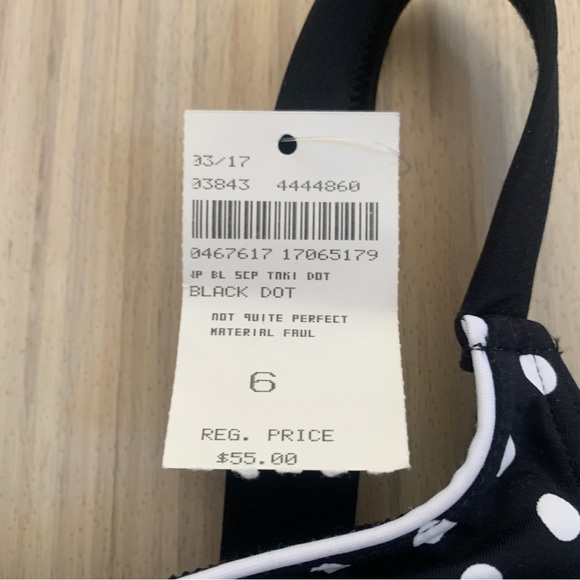 03/17
03843 4444860
0467617 17065179
BL SCP TNKI DOT
BLACK DOT
NOT QUITE PERFECT
MATERIAL FAUL
6
REG. PRICE
$55.00